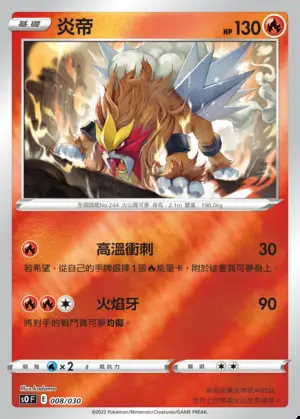 基礎 炎帝 HP 130
全國圖鑑No.244 火山寶可夢 身高:2.1m 體重:198.0kg
高溫衝刺 30
若希望,從自己的手牌選擇1張能量卡,附於這隻寶可夢身上。
火焰牙 90
將對手的戰鬥寶可夢灼傷。
弱點 ×2 抵抗力 撤退
Illus.kodama
SOF E 008/030
©2022 Pokémon/Nintendo/Creatures/GAME FREAK.